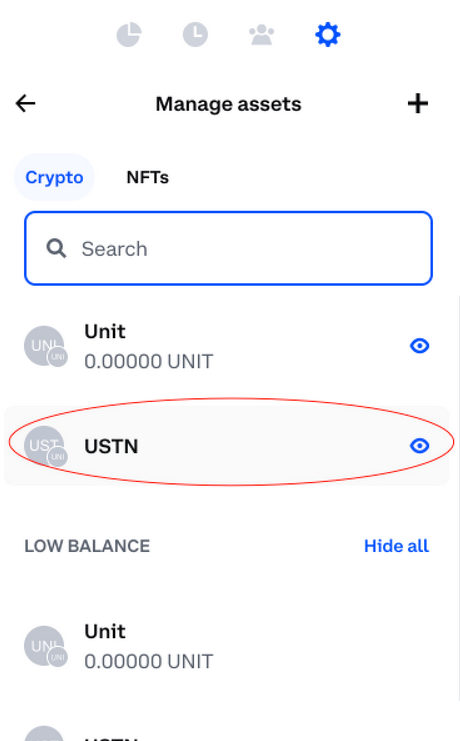 Manage assets
Crypto NFTs
Search
UNI
UNI
Unit
0.00000 UNIT
UST
UNI
USTN
LOW BALANCE Hide all
UNI
UNI
Unit
0.00000 UNIT
USTN